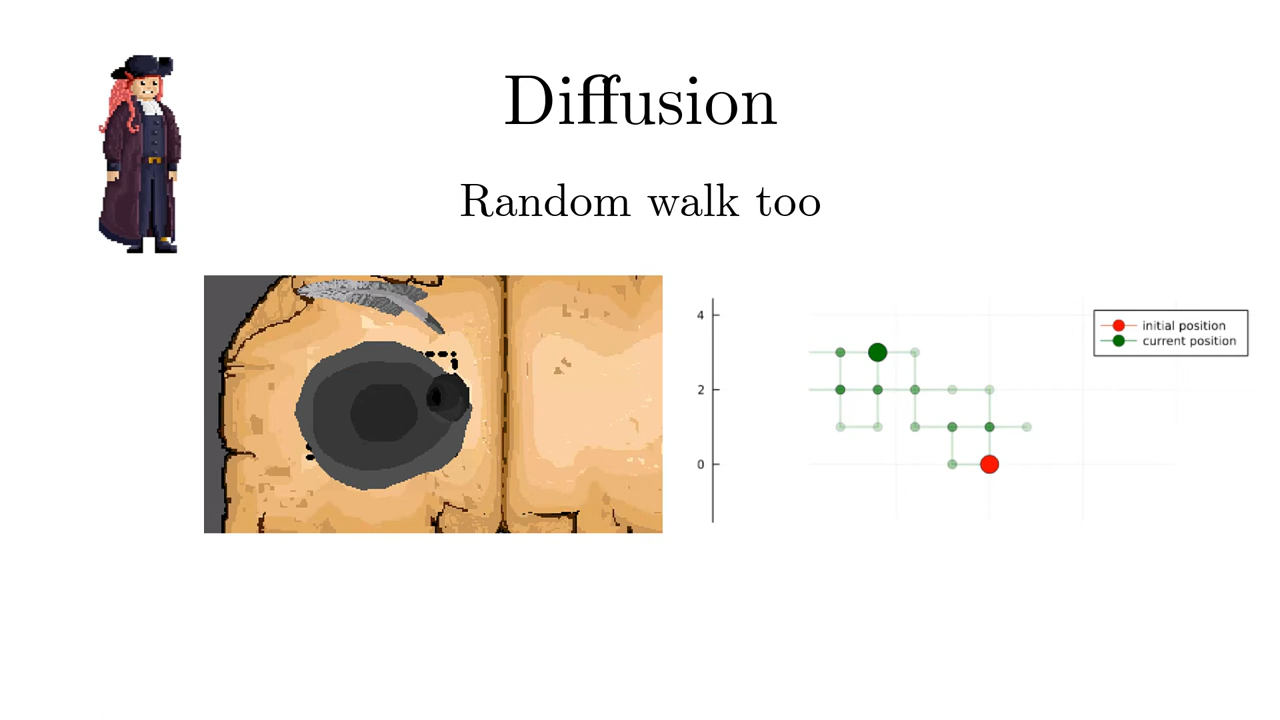 Diffusion
Random walk too
4
2
0
initial position
current position